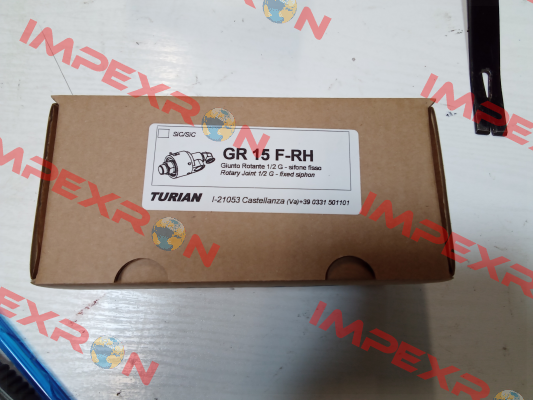 IMPEXRON
IMPEXRON
SiC/SiC
GR 15 F-RH
Giunto Rotante 1/2 G - sifone fisso
Rotary Joint 1/2 G - fixed siphon
TURIAN
I-21053 Castellanza (Va)+39 0331 501101
IMPEXRON
IMPEXRON
IMPEXRON